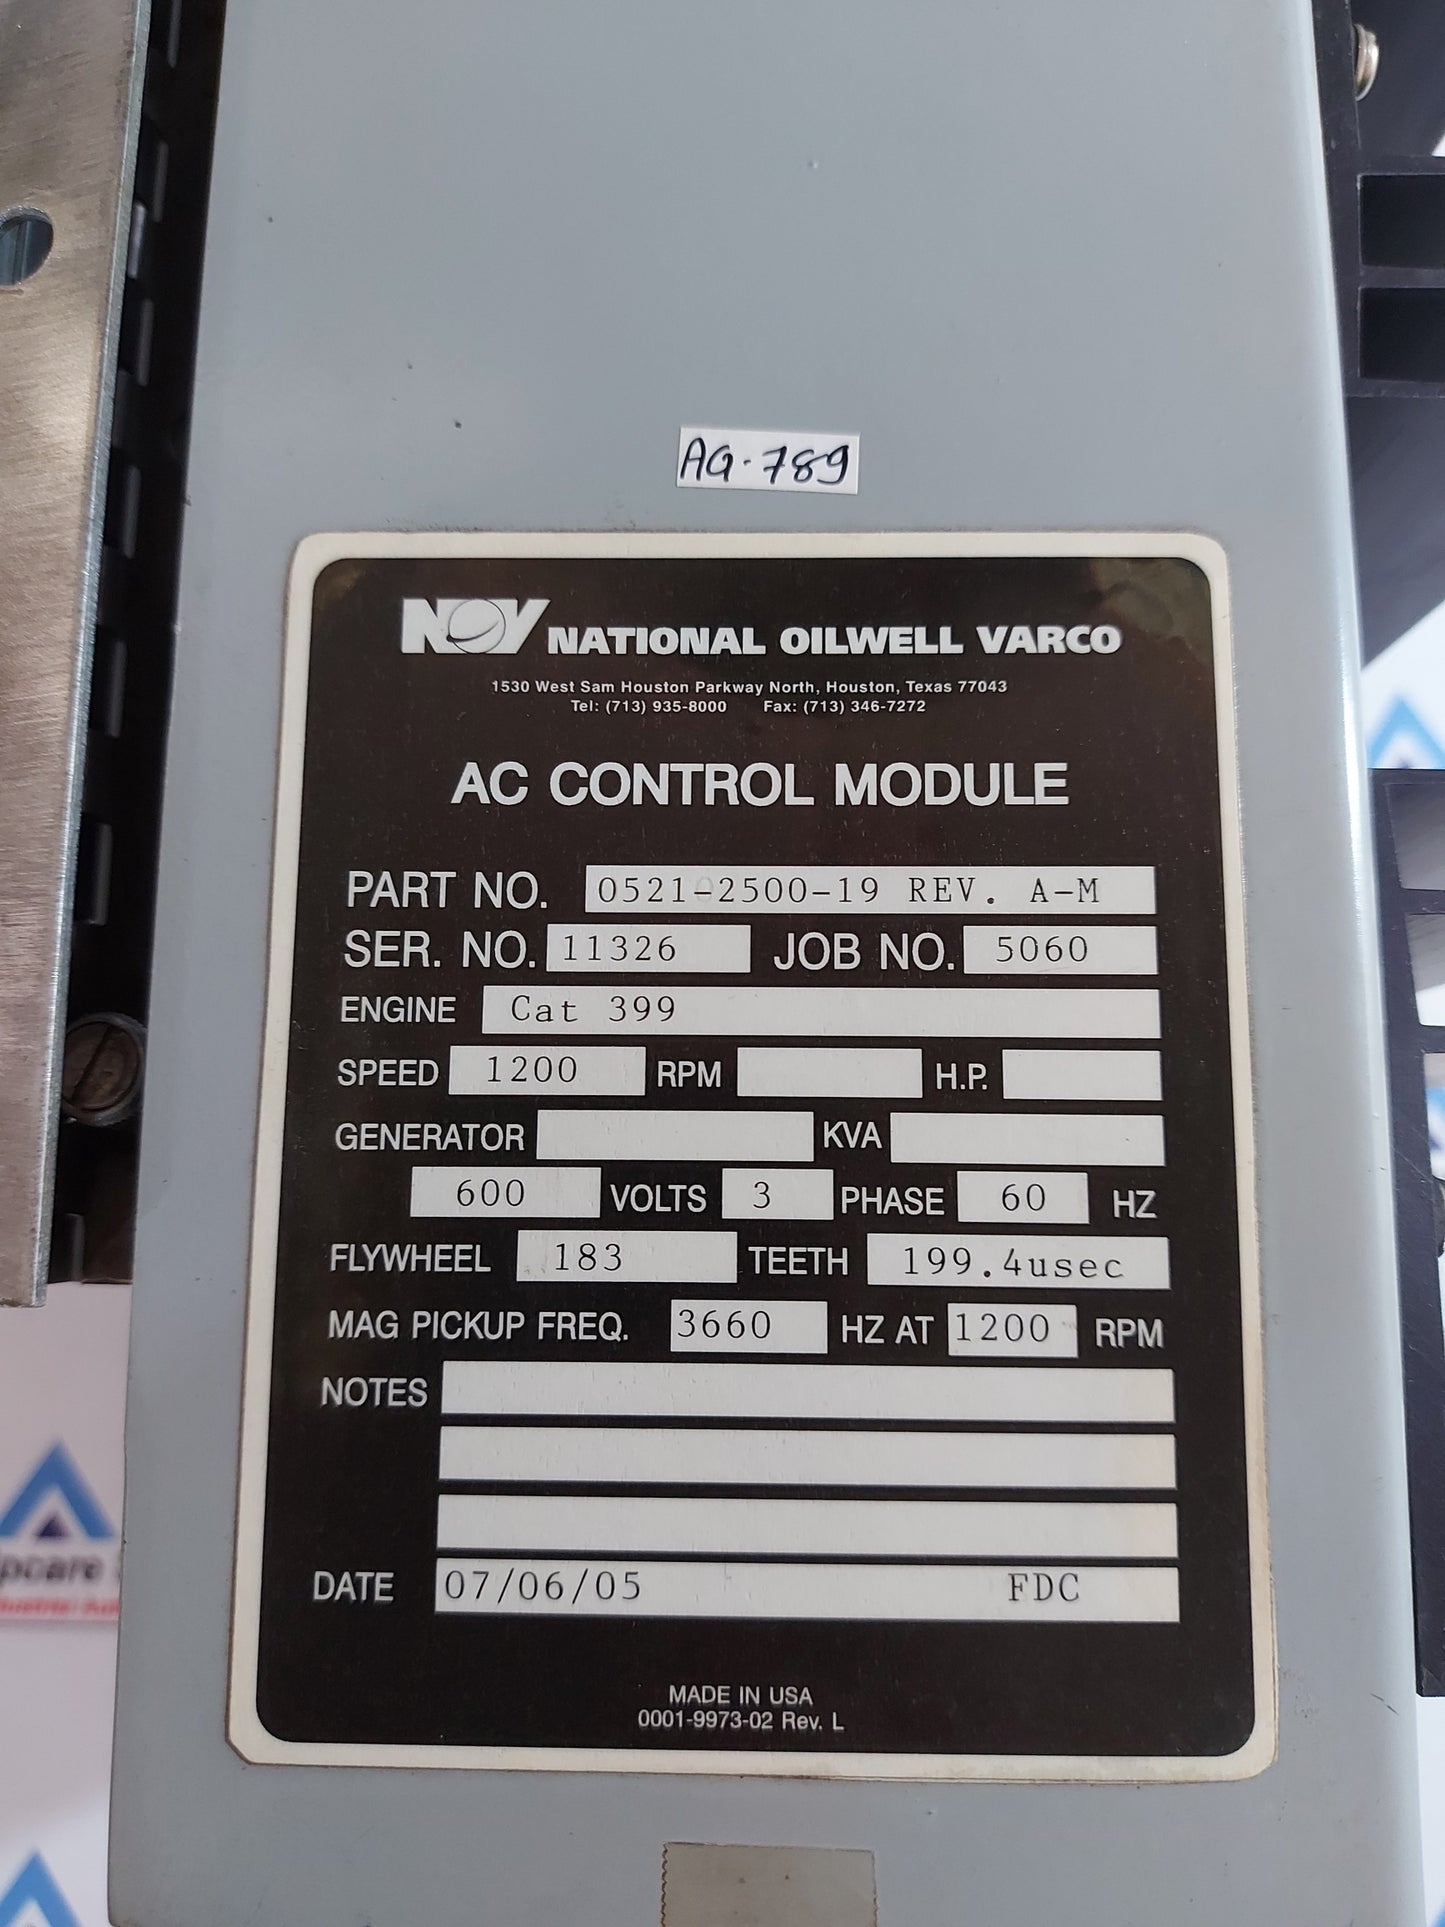 AG-789
NOV NATIONAL OILWELL VARCO
1530 West Sam Houston Parkway North, Houston, Texas 77043
Tel: (713) 935-8000 Fax: (713) 346-7272
AC CONTROL MODULE
PART NO. 0521-2500-19 REV. A-M
SER. NO. 11326 JOB NO. 5060
ENGINE Cat 399
SPEED 1200 RPM H.P.
GENERATOR KVA
600 VOLTS 3 PHASE 60 HZ
FLYWHEEL 183 TEETH 199.4usec
MAG PICKUP FREQ. 3660 HZ AT 1200 RPM
NOTES
DATE 07/06/05 FDC
MADE IN USA
0001-9973-02 Rev. L